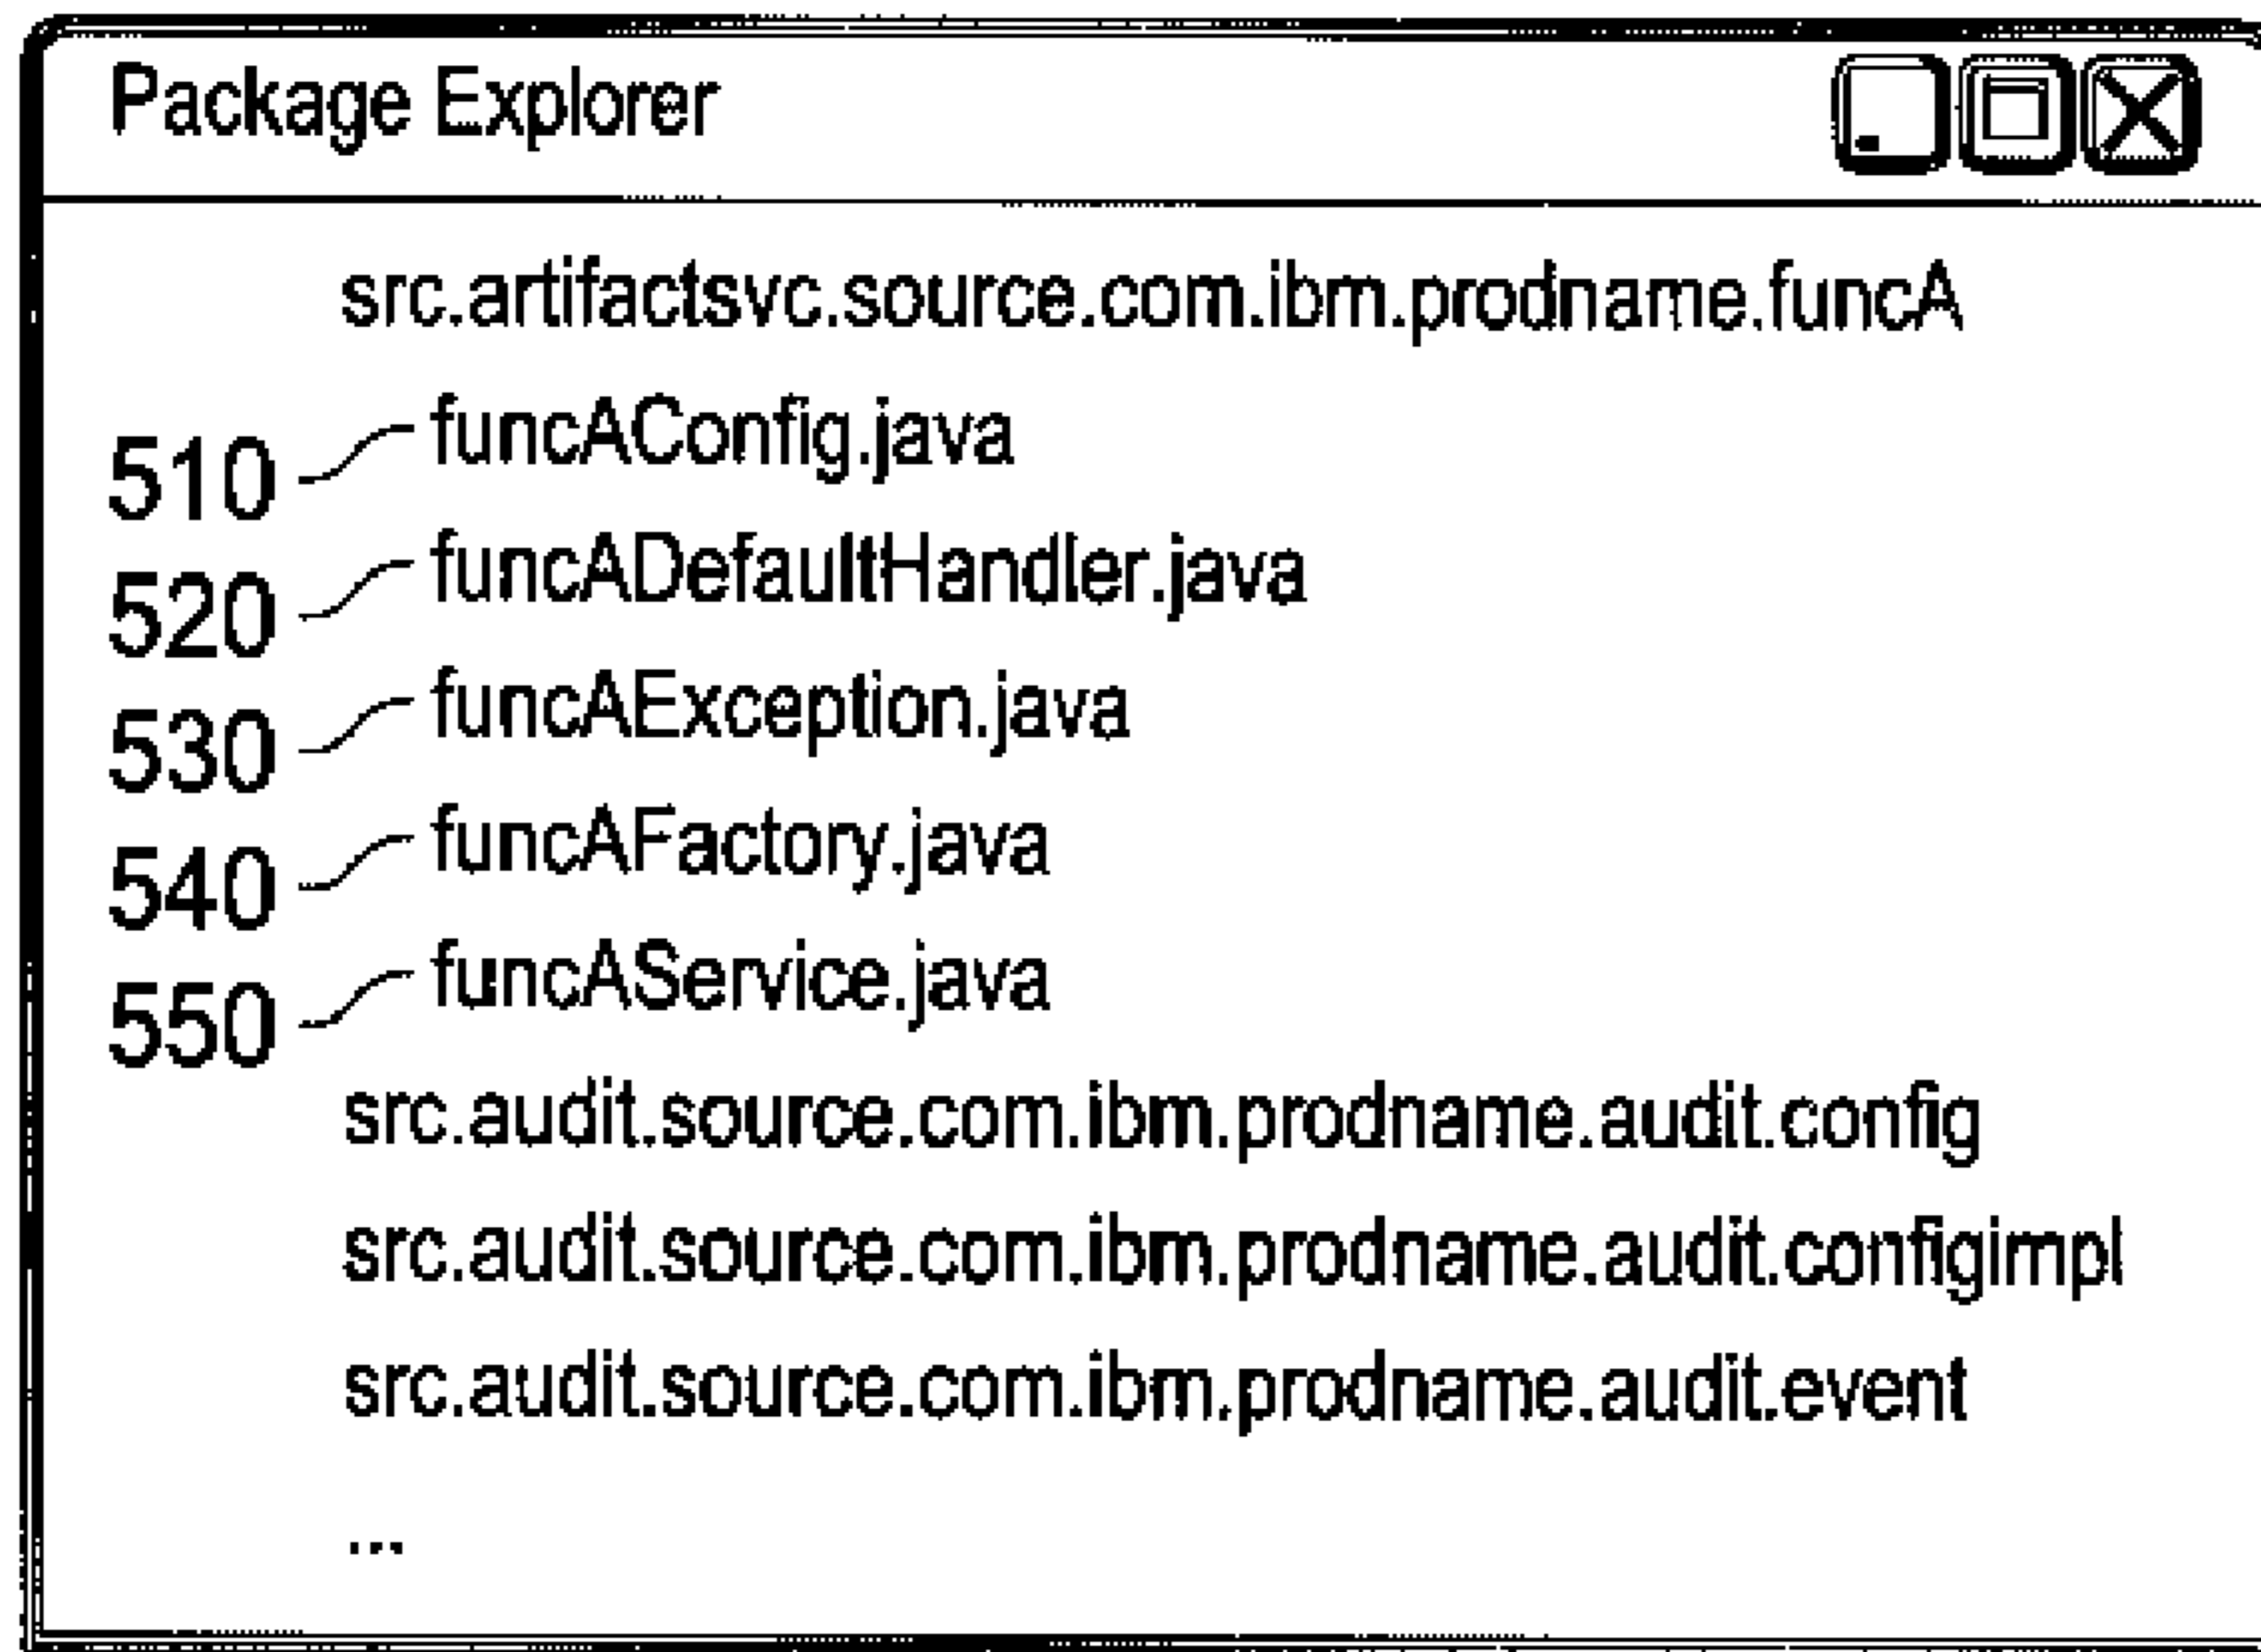 Package Explorer
src.artifactsvc.source.com.ibm.prodname.funcA
510 funcAConfig.java
520 funcADefaultHandler.java
530 funcAException.java
540 funcAFactory.java
550 funcAService.java
src.audit.source.com.ibm.prodname.audit.config
src.audit.source.com.ibm.prodname.audit.configimpl
src.audit.source.com.ibm.prodname.audit.event
...